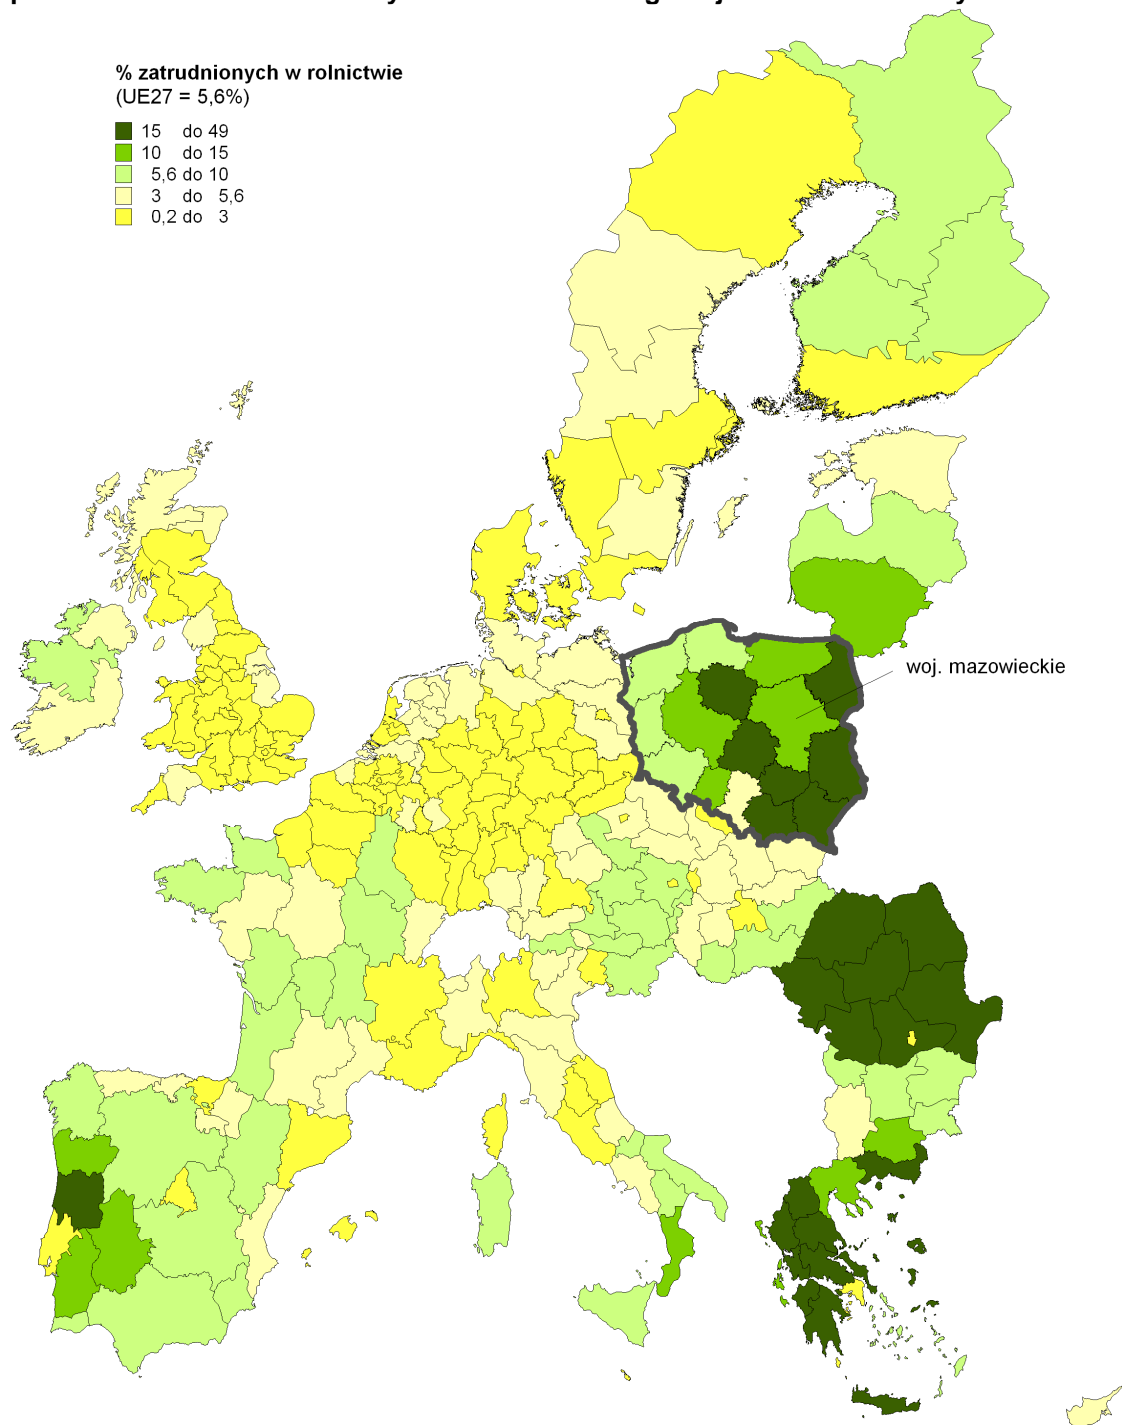 % zatrudnionych w rolnictwie
(UE27 = 5,6%)
15 do 49
10 do 15
5,6 do 10
3 do 5,6
0,2 do 3
woj. mazowieckie